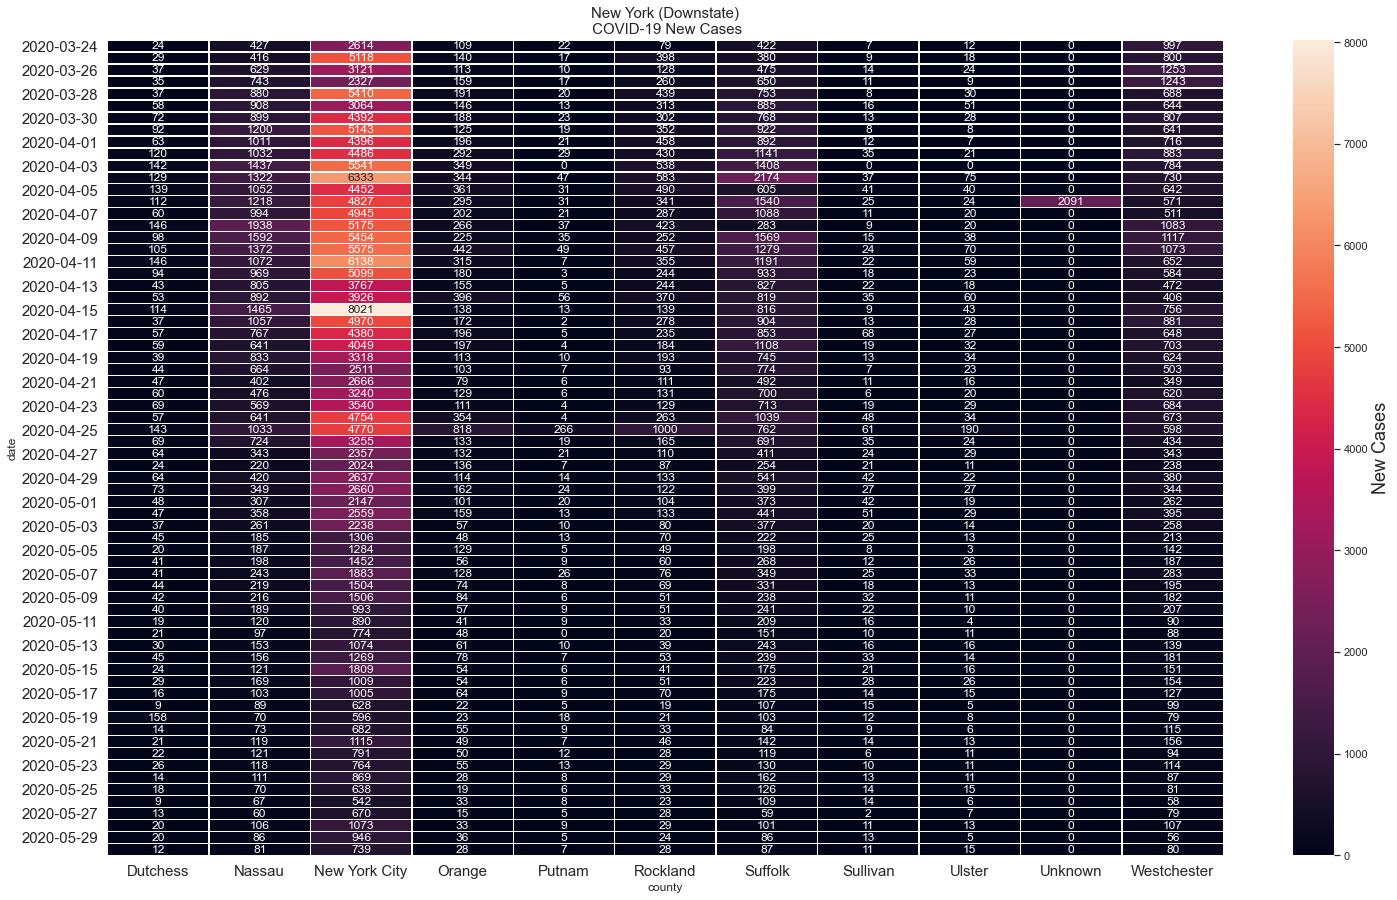 New York (Downstate)
COVID-19 New Cases
2020-03-24 24 427 2614 109 22 79 422 7 12 0 997
29 416 5118 140 17 398 380 9 18 0 800
2020-03-26 37 629 3121 113 10 128 475 14 24 0 1253
35 743 2327 159 17 260 650 11 9 0 1243
2020-03-28 37 880 5410 191 20 439 753 8 30 0 688
58 908 3064 146 13 313 885 16 51 0 644
2020-03-30 72 899 4392 188 23 302 768 13 28 0 807
92 1200 5143 125 19 352 922 8 8 0 641
2020-04-01 63 1011 4396 196 21 458 892 12 7 0 716
120 1032 4486 292 29 430 1141 35 21 0 883
2020-04-03 142 1437 5541 349 0 538 1408 0 0 0 784
129 1322 6333 344 47 583 2174 37 75 0 730
2020-04-05 139 1052 4452 361 31 490 605 41 40 0 642
112 1218 4827 295 31 341 1540 25 24 2091 571
2020-04-07 60 994 4945 202 21 287 1088 11 20 0 511
146 1938 5175 266 37 423 283 9 20 0 1083
2020-04-09 98 1592 5454 225 35 252 1569 15 38 0 1117
105 1372 5575 442 49 457 1279 24 70 0 1073
2020-04-11 146 1072 6138 315 7 355 1191 22 59 0 652
94 969 5099 180 3 244 933 18 23 0 584
2020-04-13 43 805 3767 155 5 244 827 22 18 0 472
53 892 3926 396 56 370 819 35 60 0 406
2020-04-15 114 1465 8021 138 13 139 816 9 43 0 756
37 1057 4970 172 2 278 904 13 28 0 881
2020-04-17 57 767 4380 196 5 235 853 68 27 0 648
59 641 4049 197 4 184 1108 19 32 0 703
2020-04-19 39 833 3318 113 10 193 745 13 34 0 624
44 664 2511 103 7 93 774 7 23 0 503
2020-04-21 47 402 2666 79 6 111 492 11 16 0 349
60 476 3240 129 6 131 700 6 20 0 620
2020-04-23 69 569 3540 111 4 129 713 19 29 0 684
57 641 4754 354 4 263 1039 48 34 0 673
2020-04-25 143 1033 4770 818 266 1000 762 61 190 0 598
69 724 3255 133 19 165 691 35 24 0 434
2020-04-27 64 343 2357 132 21 110 411 24 29 0 343
24 220 2024 136 7 87 254 21 11 0 238
2020-04-29 64 420 2637 114 14 133 541 42 22 0 380
73 349 2660 162 24 122 399 27 27 0 344
2020-05-01 48 307 2147 101 20 104 373 42 19 0 262
47 358 2559 159 13 133 441 51 29 0 395
2020-05-03 37 261 2238 57 10 80 377 20 14 0 258
45 185 1306 48 13 70 222 25 13 0 213
2020-05-05 20 187 1284 129 5 49 198 8 3 0 142
41 198 1452 56 9 60 268 12 26 0 187
2020-05-07 41 243 1883 128 26 76 349 25 33 0 283
44 219 1504 74 8 69 331 18 13 0 195
2020-05-09 42 216 1506 84 6 51 238 32 11 0 182
40 189 993 57 9 51 241 22 10 0 207
2020-05-11 19 120 890 41 9 33 209 16 4 0 90
21 97 774 48 0 20 151 10 11 0 88
2020-05-13 30 153 1074 61 10 39 243 16 16 0 139
45 156 1269 78 7 53 239 33 14 0 181
2020-05-15 24 121 1809 54 6 41 175 21 16 0 151
29 169 1009 54 6 51 223 28 26 0 154
2020-05-17 16 103 1005 64 9 70 175 14 15 0 127
9 89 628 22 5 19 107 15 5 0 99
2020-05-19 158 70 596 23 18 21 103 12 8 0 79
14 73 682 55 9 33 84 9 6 0 115
2020-05-21 21 119 1115 49 7 46 142 14 13 0 156
22 121 791 50 12 28 119 6 11 0 94
2020-05-23 26 118 764 55 13 29 130 10 11 0 114
14 111 869 28 8 29 162 13 11 0 87
2020-05-25 18 70 638 19 6 33 126 14 15 0 81
9 67 542 33 8 23 109 14 6 0 58
2020-05-27 13 60 670 15 5 28 59 2 7 0 79
20 106 1073 33 9 29 101 11 13 0 107
2020-05-29 20 86 946 36 5 24 86 13 5 0 56
12 81 739 28 7 28 87 11 15 0 80
date
Dutchess Nassau New York City Orange Putnam Rockland Suffolk Sullivan Ulster Unknown Westchester
county
8000
7000
6000
5000
4000
3000
2000
1000
0
New Cases